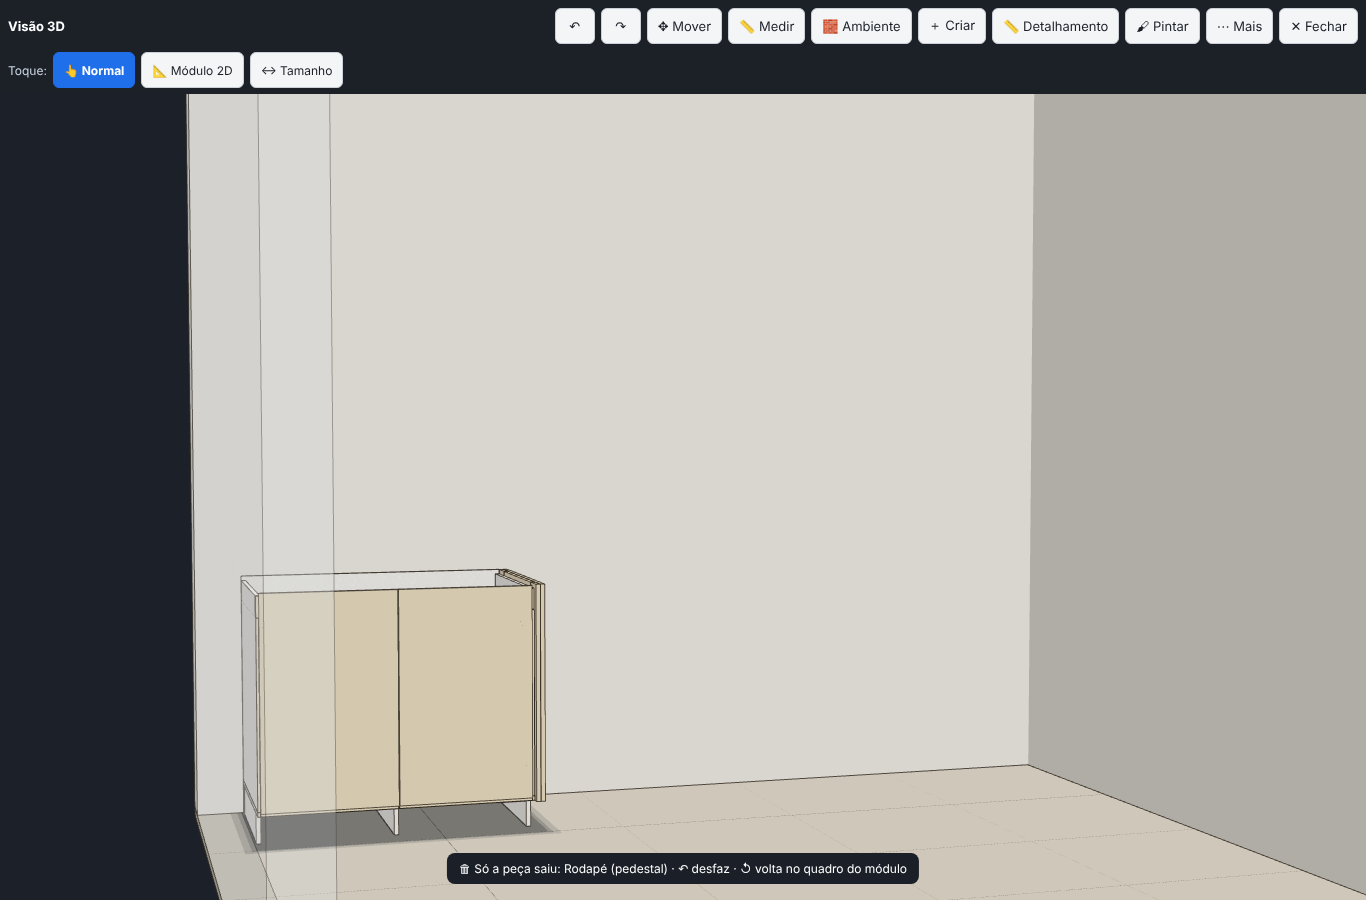 Visão 3D
↶
↷
✥ Mover
📏 Medir
🧱 Ambiente
+ Criar
📏 Detalhamento
🖌 Pintar
⋯ Mais
✕ Fechar
Toque:
👆 Normal
📐 Módulo 2D
↔ Tamanho
🗑 Só a peça saiu: Rodapé (pedestal) · ↶ desfaz · ↺ volta no quadro do módulo